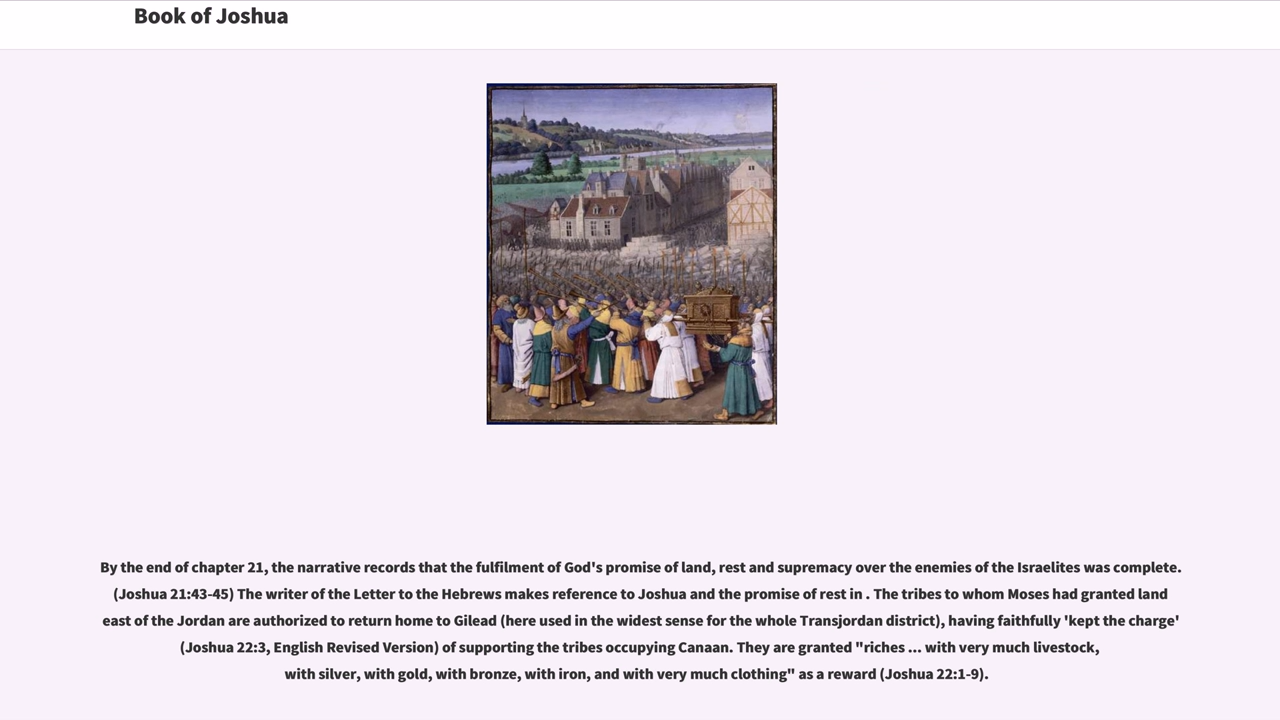 Book of Joshua
By the end of chapter 21, the narrative records that the fulfilment of God's promise of land, rest and supremacy over the enemies of the Israelites was complete.
(Joshua 21:43-45) The writer of the Letter to the Hebrews makes reference to Joshua and the promise of rest in . The tribes to whom Moses had granted land
east of the Jordan are authorized to return home to Gilead (here used in the widest sense for the whole Transjordan district), having faithfully 'kept the charge'
(Joshua 22:3, English Revised Version) of supporting the tribes occupying Canaan. They are granted "riches ... with very much livestock,
with silver, with gold, with bronze, with iron, and with very much clothing" as a reward (Joshua 22:1-9).